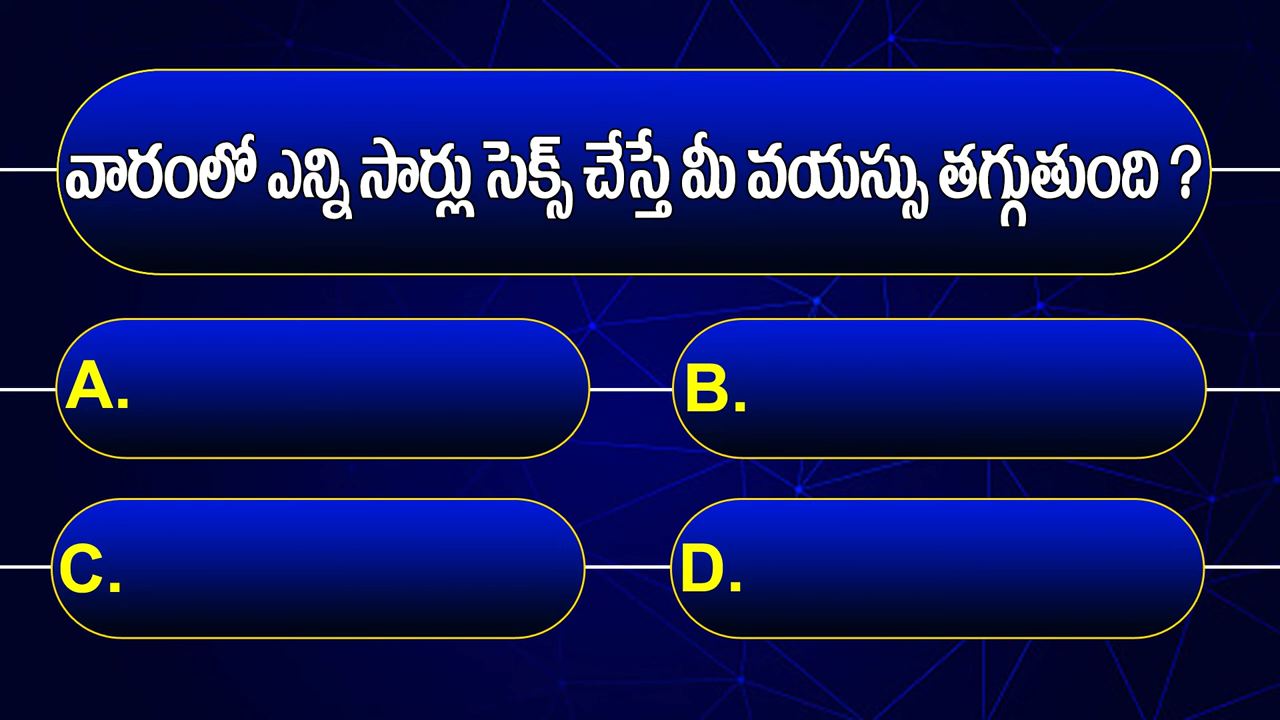 వారంలో ఎన్ని సార్లు సెక్స్ చేస్తే మీ వయస్సు తగ్గుతుంది ?
A.
B.
C.
D.